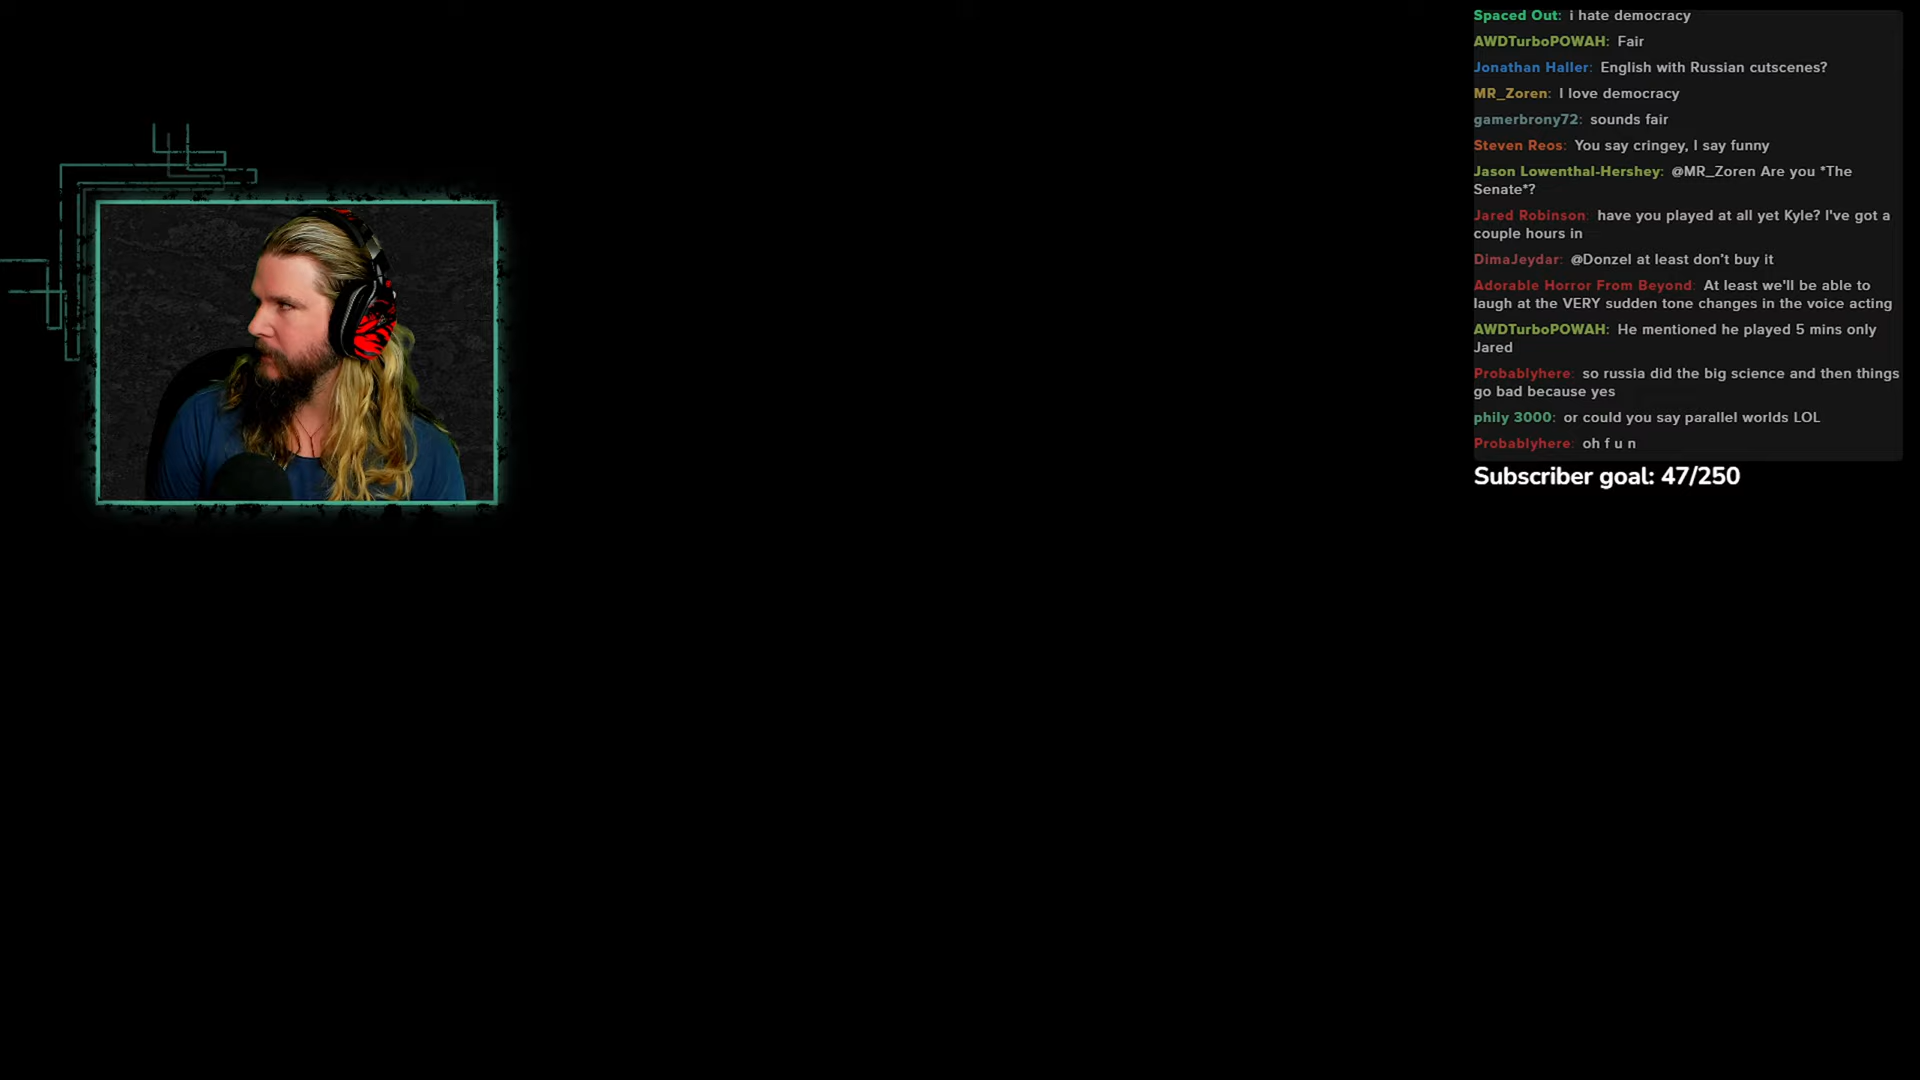 Spaced Out: i hate democracy
AWDTurboPOWAH: Fair
Jonathan Haller: English with Russian cutscenes?
MR_Zoren: I love democracy
gamerbrony72: sounds fair
Steven Reos: You say cringey, I say funny
Jason Lowenthal-Hershey: @MR_Zoren Are you *The
Senate*?
Jared Robinson: have you played at all yet Kyle? I've got a
couple hours in
DimaJeydar: @Donzel at least don't buy it
Adorable Horror From Beyond: At least we'll be able to
laugh at the VERY sudden tone changes in the voice acting
AWDTurboPOWAH: He mentioned he played 5 mins only
Jared
Probablyhere: so russia did the big science and then things
go bad because yes
phily 3000: or could you say parallel worlds LOL
Probablyhere: oh f u n
Subscriber goal: 47/250